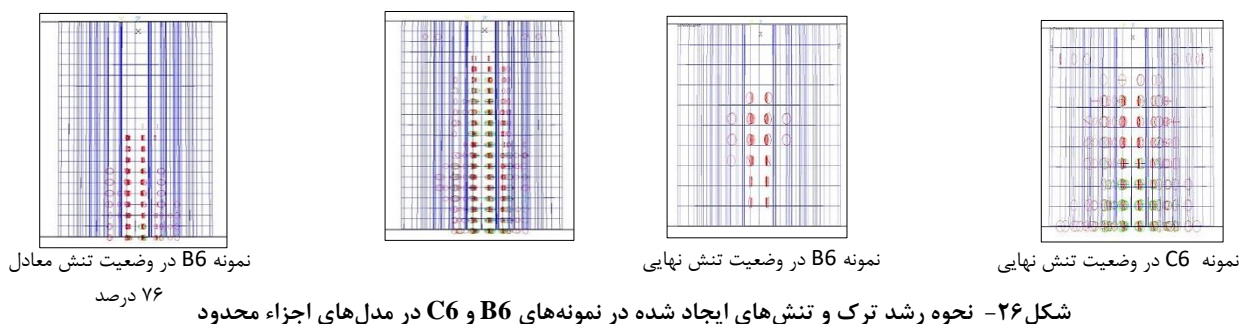 نمونه C6 در وضعیت تنش نهایی
نمونه B6 در وضعیت تنش نهایی
نمونه B6 در وضعیت تنش معادل
۷۶ درصد
شکل۲۶- نحوه رشد ترک و تنش‌های ایجاد شده در نمونه‌های B6 و C6 در مدل‌های اجزاء محدود